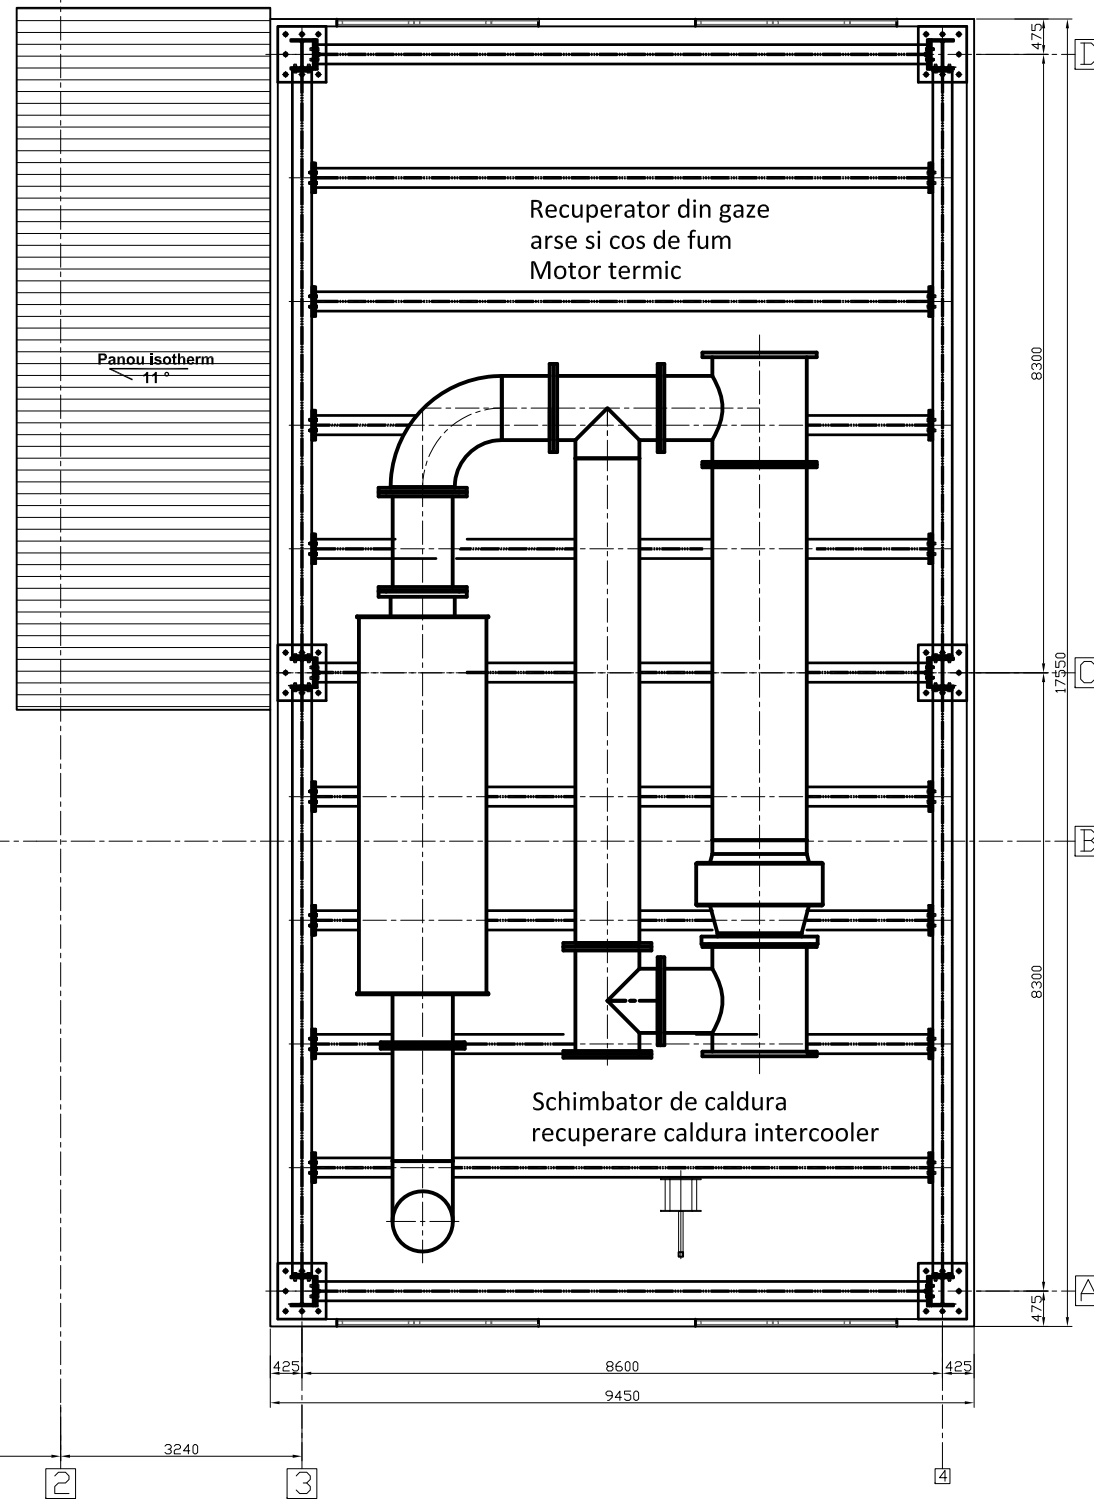 475
D
Recuperator din gaze
arse si cos de fum
Motor termic
Panou isotherm
11 °
8300
C
17550
B
8300
Schimbator de caldura
recuperare caldura intercooler
A
475
425
8600
425
9450
3240
2
3
4